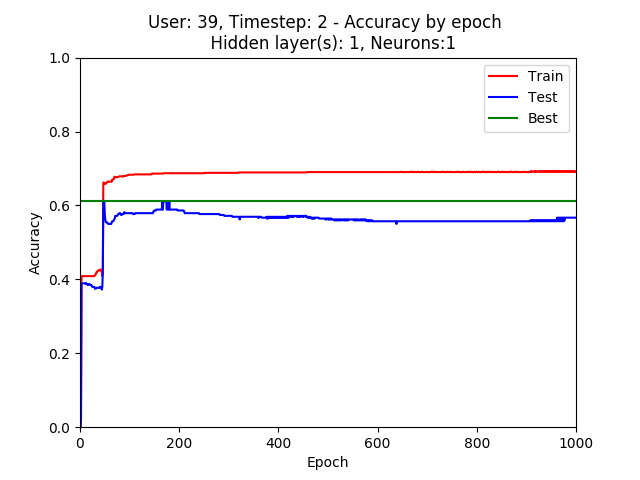 User: 39, Timestep: 2 - Accuracy by epoch
Hidden layer(s): 1, Neurons:1
1.0
0.8
0.6
0.4
0.2
0.0
Accuracy
Train
Test
Best
0 200 400 600 800 1000
Epoch